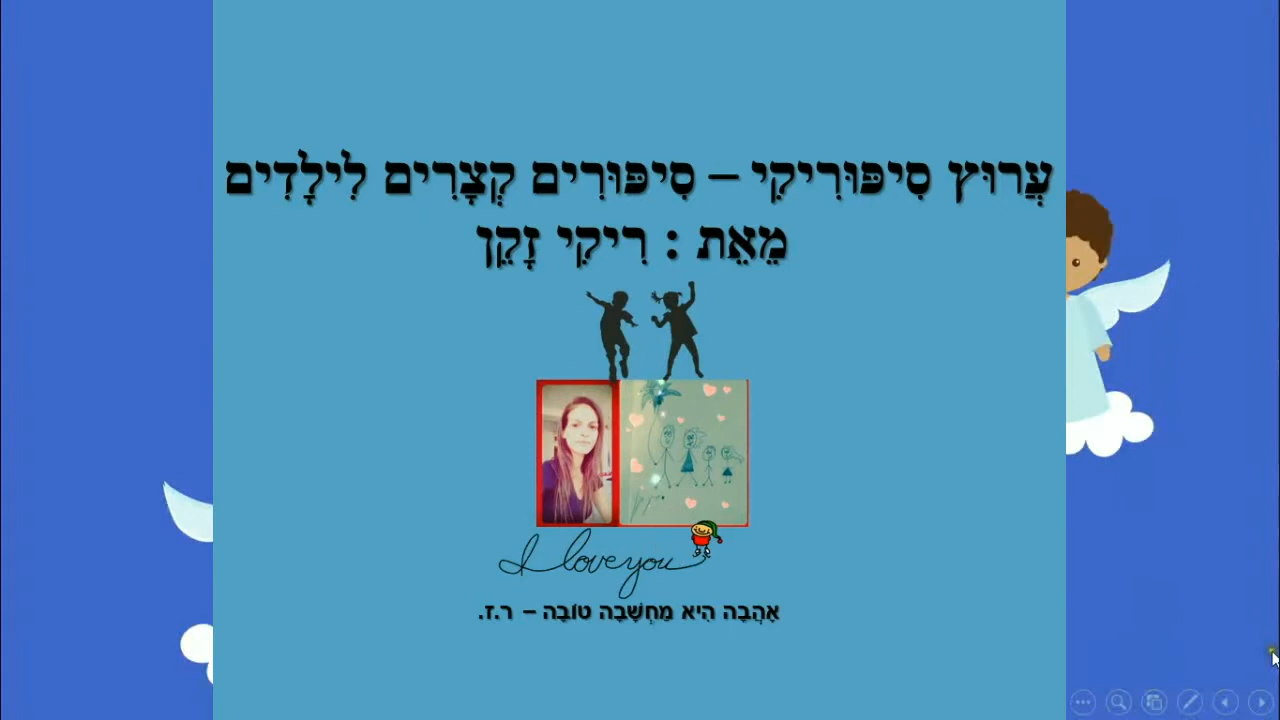 עֲרוּץ סִיפּוּרִיקִי – סִיפּוּרִים קְצָרִים לִילָדִים
מֵאֵת : רִיקִי זָקֵן
I love you
אַהֲבָה הִיא מַחְשָׁבָה טוֹבָה – ר.ז.